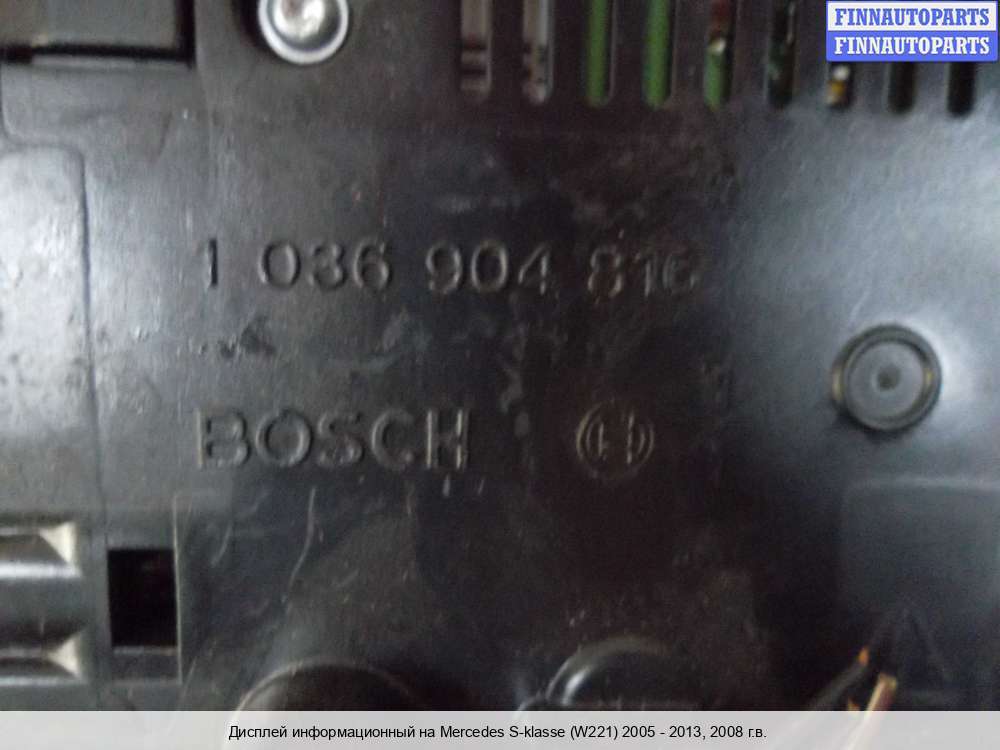 FINNAUTOPARTS
FINNAUTOPARTS
1 036 904 816
BOSCH
Дисплей информационный на Mercedes S-klasse (W221) 2005 - 2013, 2008 г.в.